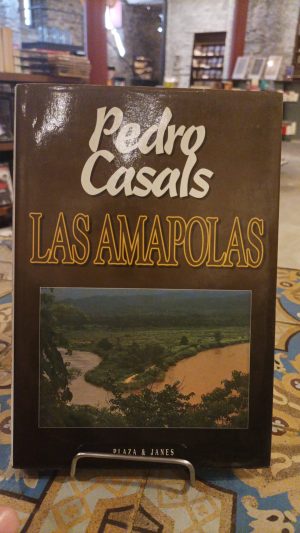 Pedro
Casals
LAS AMAPOLAS
PLAZA & JANES